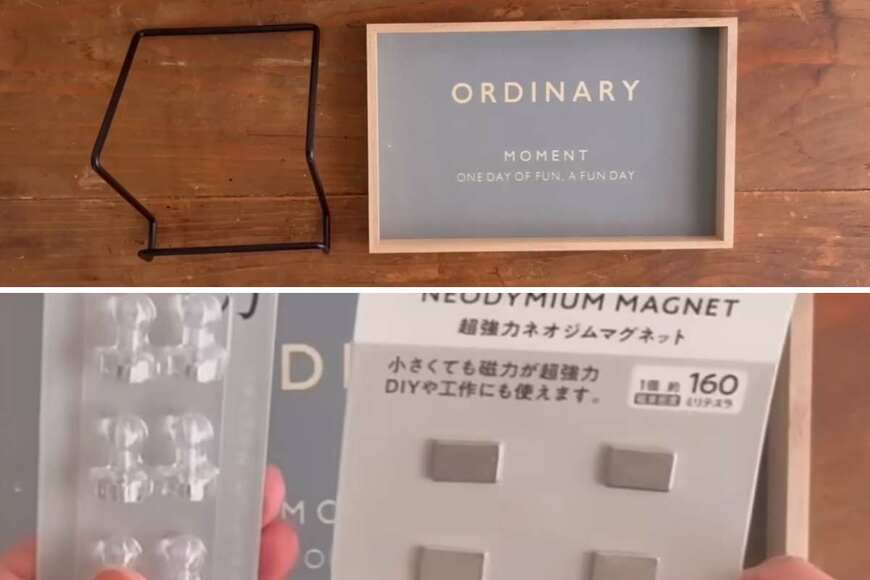 ORDINARY
MOMENT
ONE DAY OF FUN, A FUN DAY
NEODYMIUM MAGNET
超強力ネオジムマグネット
小さくても磁力が超強力
DIYや工作にも使えます。
1個 約 160
ミリテスラ
D
MO
O